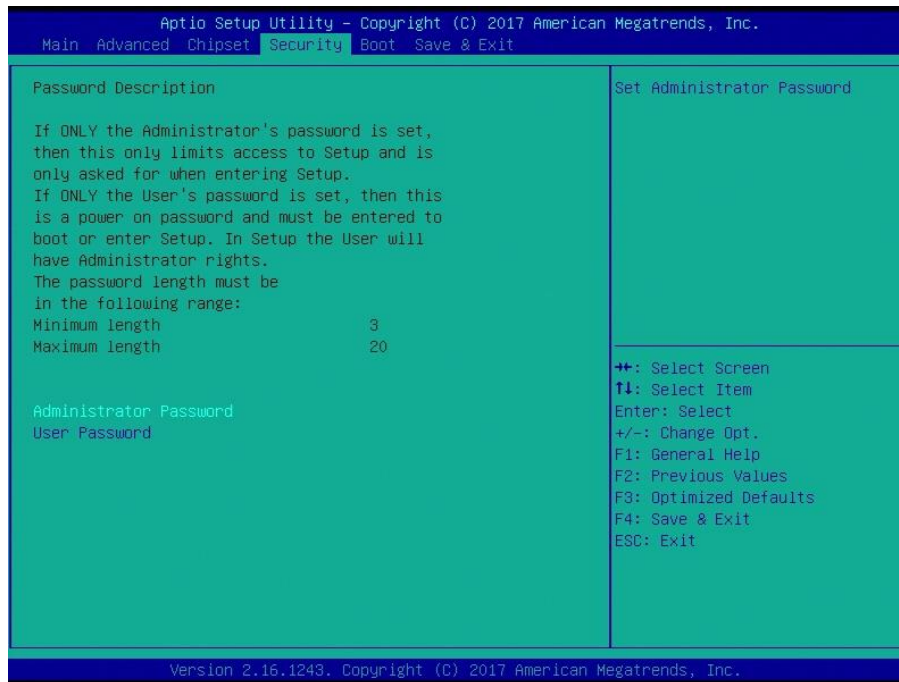 Aptio Setup Utility – Copyright (C) 2017 American Megatrends, Inc.
Main Advanced Chipset Security Boot Save & Exit
Password Description
If ONLY the Administrator's password is set,
then this only limits access to Setup and is
only asked for when entering Setup.
If ONLY the User's password is set, then this
is a power on password and must be entered to
boot or enter Setup. In Setup the User will
have Administrator rights.
The password length must be
in the following range:
Minimum length 3
Maximum length 20
Administrator Password
User Password
Set Administrator Password
→←: Select Screen
↑↓: Select Item
Enter: Select
+/-: Change Opt.
F1: General Help
F2: Previous Values
F3: Optimized Defaults
F4: Save & Exit
ESC: Exit
Version 2.16.1243. Copyright (C) 2017 American Megatrends, Inc.